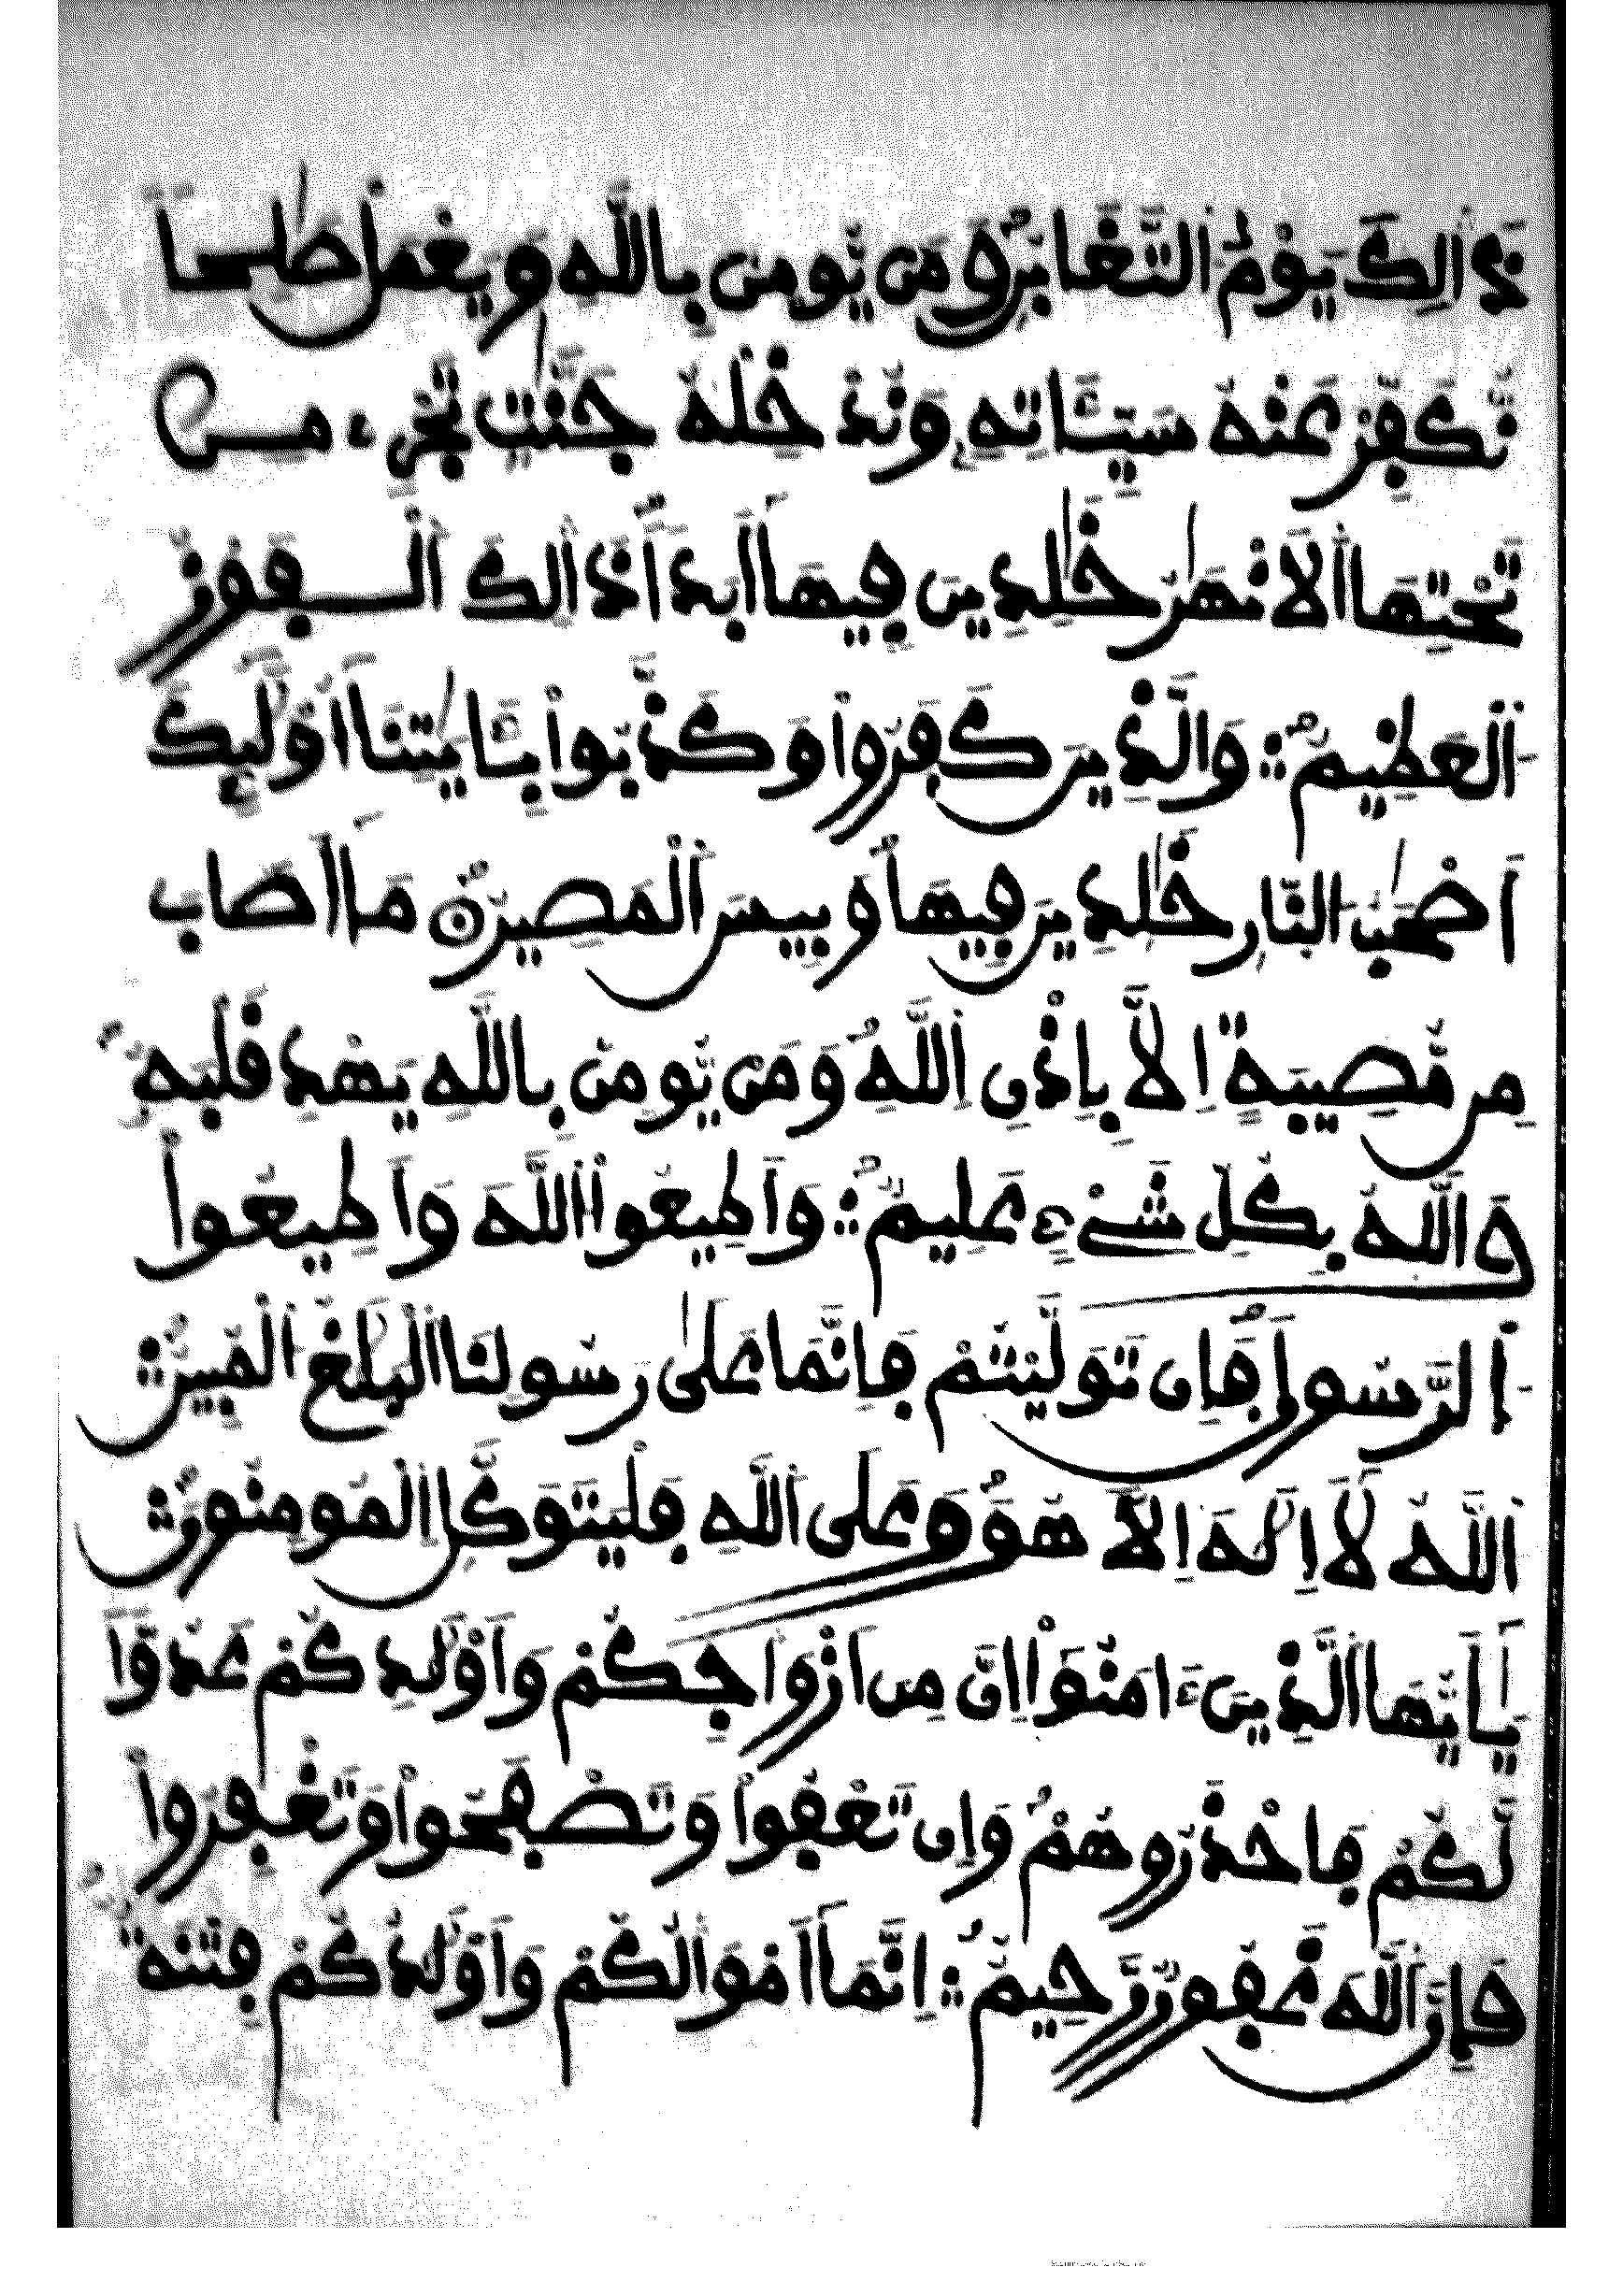 ذَٰلِكَ يَوْمُ التَّغَابُنِ وَمَن يُومِنْ بِاللَّهِ وَيَعْمَلْ صَٰلِحًا
نُّكَفِّرْ عَنْهُ سَيِّـَٔاتِهِ وَنُدْخِلْهُ جَنَّٰتٍ تَجْرِے مِن
تَحْتِهَا الْأَنْهَٰرُ خَٰلِدِينَ فِيهَا أَبَدًا ذَٰلِكَ الْفَوْزُ
الْعَظِيمُ وَالَّذِينَ كَفَرُوا وَكَذَّبُوا بِـَٔايَٰتِنَا أُوْلَٰئِكَ
أَصْحَٰبُ النَّارِ خَٰلِدِينَ فِيهَا وَبِيسَ الْمَصِيرُ مَا أَصَابَ
مِن مُّصِيبَةٍ إِلَّا بِإِذْنِ اللَّهِ وَمَن يُومِنْ بِاللَّهِ يَهْدِ قَلْبَهُ
وَاللَّهُ بِكُلِّ شَيْءٍ عَلِيمٌ وَأَطِيعُوا اللَّهَ وَأَطِيعُوا
الرَّسُولَ فَإِن تَوَلَّيْتُمْ فَإِنَّمَا عَلَىٰ رَسُولِنَا الْبَلَٰغُ الْمُبِينُ
اللَّهُ لَا إِلَٰهَ إِلَّا هُوَ وَعَلَى اللَّهِ فَلْيَتَوَكَّلِ الْمُومِنُونَ
يَٰأَيُّهَا الَّذِينَ ءَامَنُوا إِنَّ مِنْ أَزْوَٰجِكُمْ وَأَوْلَٰدِكُمْ عَدُوًّا
لَّكُمْ فَاحْذَرُوهُمْ وَإِن تَعْفُوا وَتَصْفَحُوا وَتَغْفِرُوا
فَإِنَّ اللَّهَ غَفُورٌ رَّحِيمٌ إِنَّمَا أَمْوَٰلُكُمْ وَأَوْلَٰدُكُمْ فِتْنَةٌ